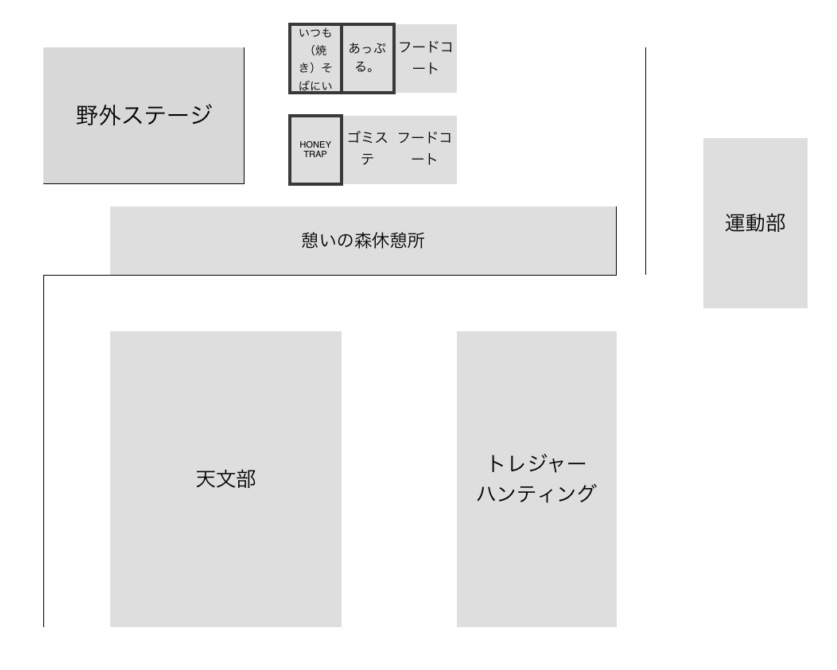 いつも
（焼
き）そ
ばにい
あっぷ
る。
フードコ
ート
野外ステージ
HONEY
TRAP
ゴミス
テ
フードコ
ート
運動部
憩いの森休憩所
天文部
トレジャー
ハンティング